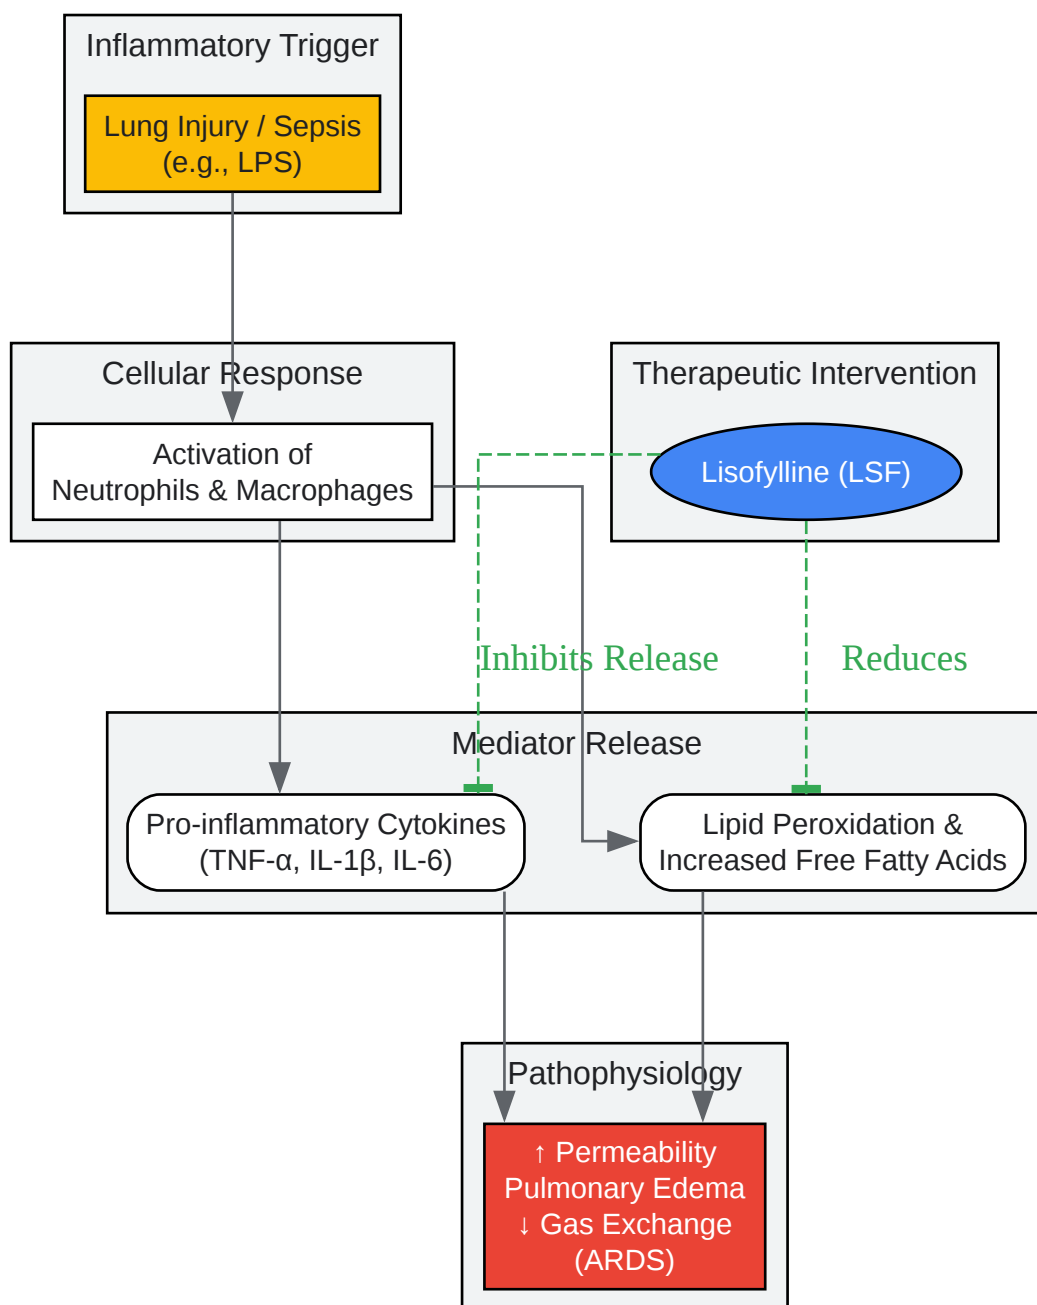 Inflammatory Trigger
Lung Injury / Sepsis
(e.g., LPS)
Cellular Response
Activation of
Neutrophils & Macrophages
Therapeutic Intervention
Lisofylline (LSF)
Inhibits Release
Reduces
Mediator Release
Pro-inflammatory Cytokines
(TNF-α, IL-1β, IL-6)
Lipid Peroxidation &
Increased Free Fatty Acids
Pathophysiology
↑ Permeability
Pulmonary Edema
↓ Gas Exchange
(ARDS)